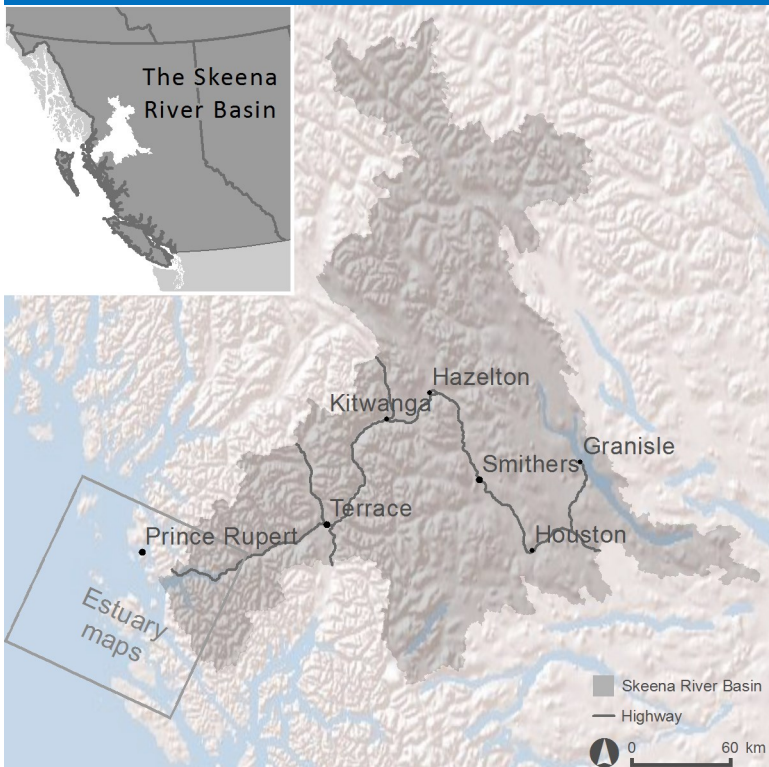 The Skeena
River Basin
Hazelton
Kitwanga
Granisle
Smithers
Terrace
Prince Rupert
Houston
Estuary
maps
Skeena River Basin
Highway
0 60 km